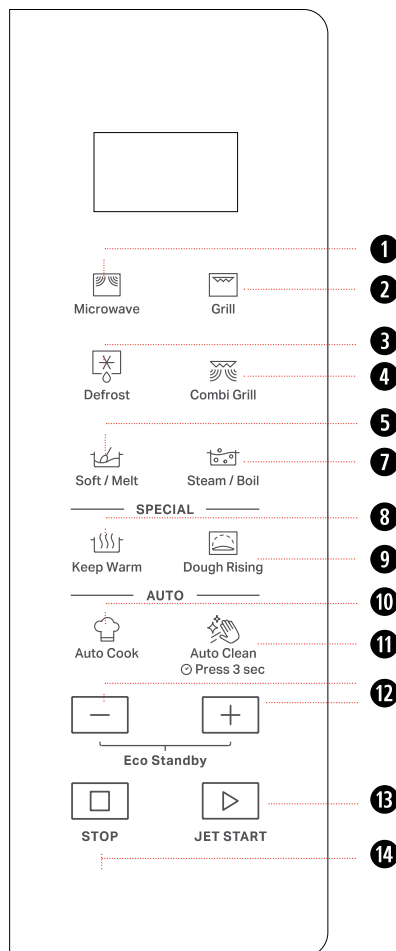 1
Microwave Grill
2
3
Defrost Combi Grill
4
5
Soft / Melt Steam / Boil
7
SPECIAL
8
Keep Warm Dough Rising
9
AUTO
10
Auto Cook Auto Clean
11
Press 3 sec
12
Eco Standby
13
STOP JET START
14